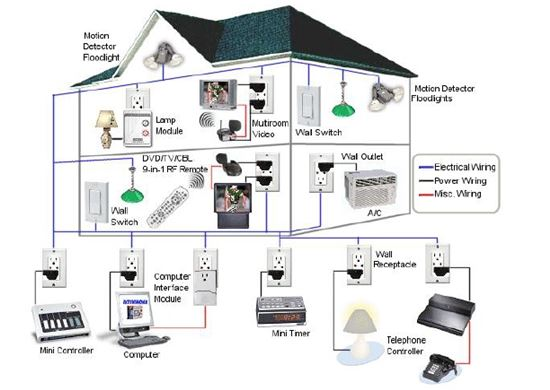 Motion
Detector
Floodlight
Motion Detector
Floodlights
Lamp
Module
Multiroom
Video
Wall Switch
DVD/TV/CBL
9-in-1 RF Remote
Wall Outlet
Wall
Switch
A/C
Electrical Wiring
Power Wiring
Misc. Wiring
Computer
Interface
Module
Wall
Receptacle
Mini Controller
Computer
Mini Timer
Telephone
Controller